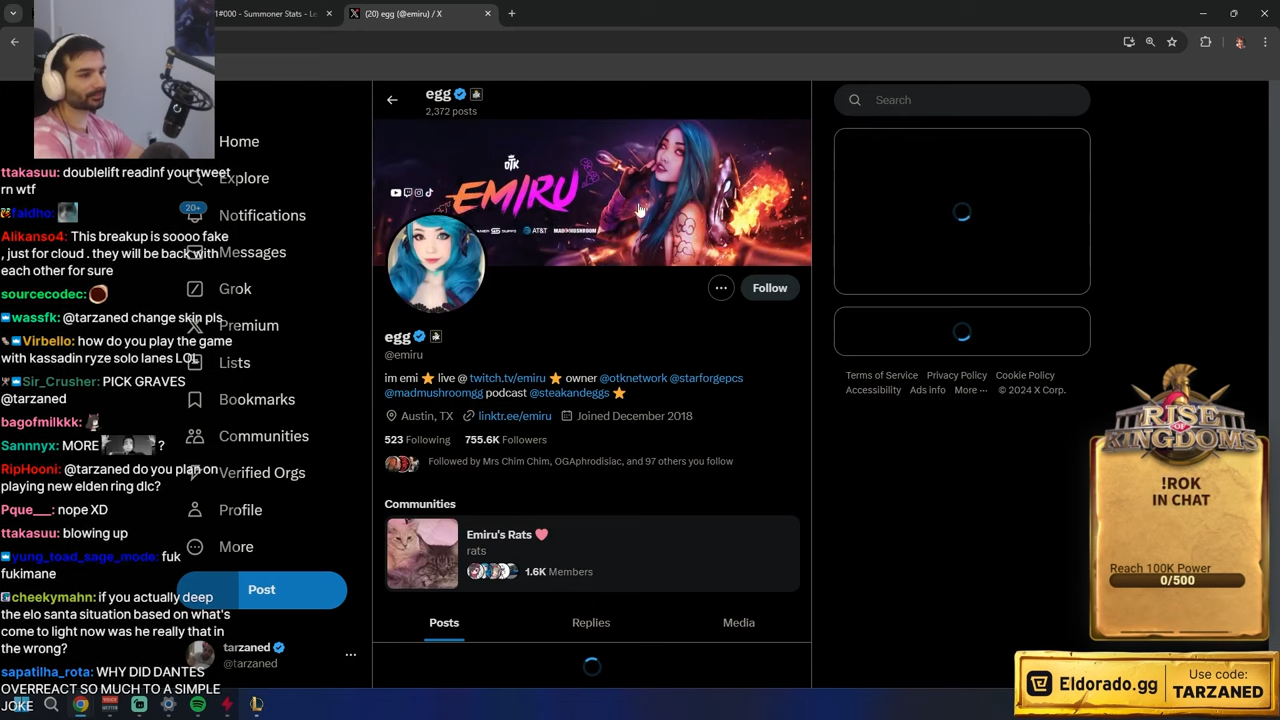 1#000 - Summoner Stats - Le
(20) egg (@emiru) / X
egg
2,372 posts
Search
OTK
EMIRU
GAMER SUPPS AT&T MADMUSHROOM
Follow
egg
@emiru
im emi ⭐ live @ twitch.tv/emiru ⭐ owner @otknetwork @starforgepcs
@madmushroomgg podcast @steakandeggs ⭐
Austin, TX linktr.ee/emiru Joined December 2018
523 Following 755.6K Followers
Followed by Mrs Chim Chim, OGAphrodisiac, and 97 others you follow
Communities
Emiru's Rats
rats
1.6K Members
Posts Replies Media
Home
Explore
20+
Notifications
Messages
Grok
Premium
Lists
Bookmarks
Communities
Verified Orgs
Profile
More
Post
tarzaned
@tarzaned
ttakasuu: doublelift readinf your tweet
rn wtf
faldho:
Alikanso4: This breakup is soooo fake
, just for cloud . they will be back with
each other for sure
sourcecodec:
wassfk: @tarzaned change skin pls
Virbello: how do you play the game
with kassadin ryze solo lanes LOL
Sir_Crusher: PICK GRAVES
@tarzaned
bagofmilkkk:
Sannnyx: MORE ?
RipHooni: @tarzaned do you plan on
playing new elden ring dlc?
Pque___: nope XD
ttakasuu: blowing up
yung_toad_sage_mode: fuk
fukimane
cheekymahn: if you actually deep
the elo santa situation based on what's
come to light now was he really that in
the wrong?
sapatilha_rota: WHY DID DANTES
OVERREACT SO MUCH TO A SIMPLE
JOKE
Terms of Service Privacy Policy Cookie Policy
Accessibility Ads info More ··· © 2024 X Corp.
RISE
OF
KINGDOMS
!ROK
IN CHAT
Reach 100K Power
0/500
Eldorado.gg
Use code:
TARZANED